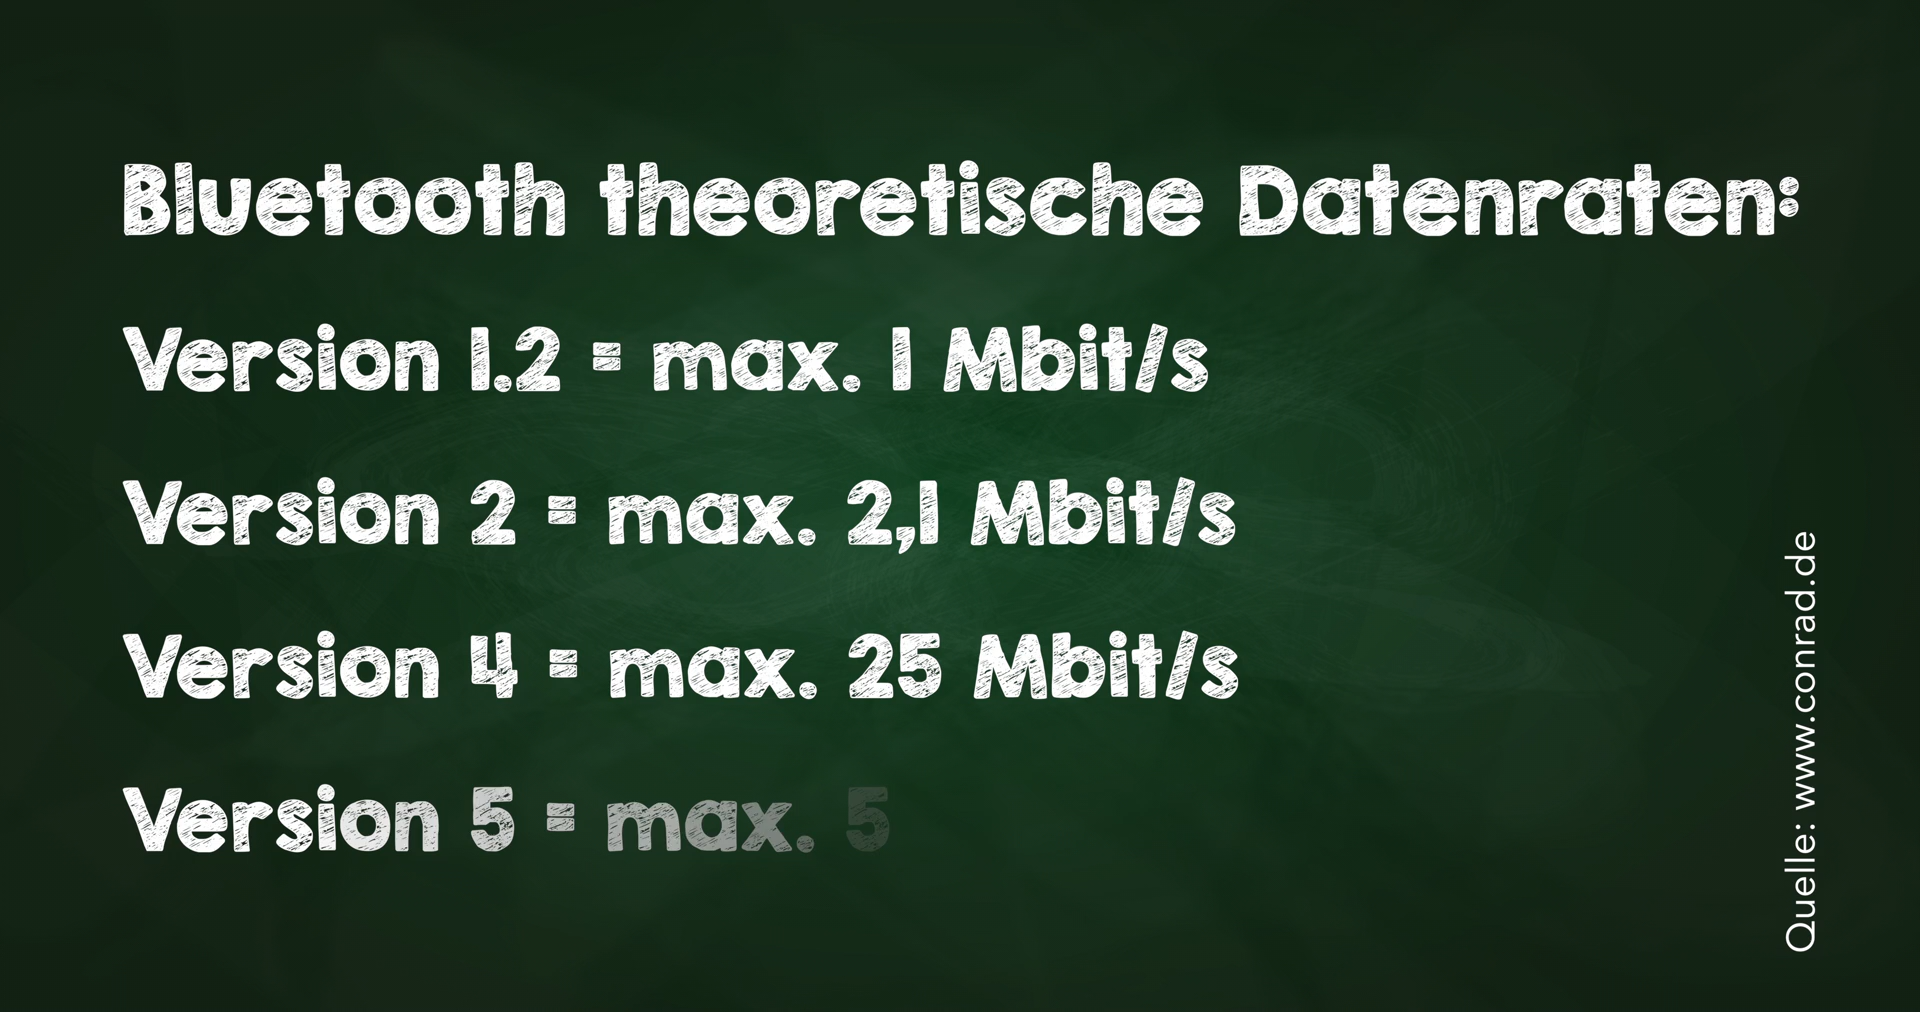 Bluetooth theoretische Datenraten:
Version 1.2 = max. 1 Mbit/s
Version 2 = max. 2,1 Mbit/s
Version 4 = max. 25 Mbit/s
Version 5 = max. 5
Quelle: www.conrad.de